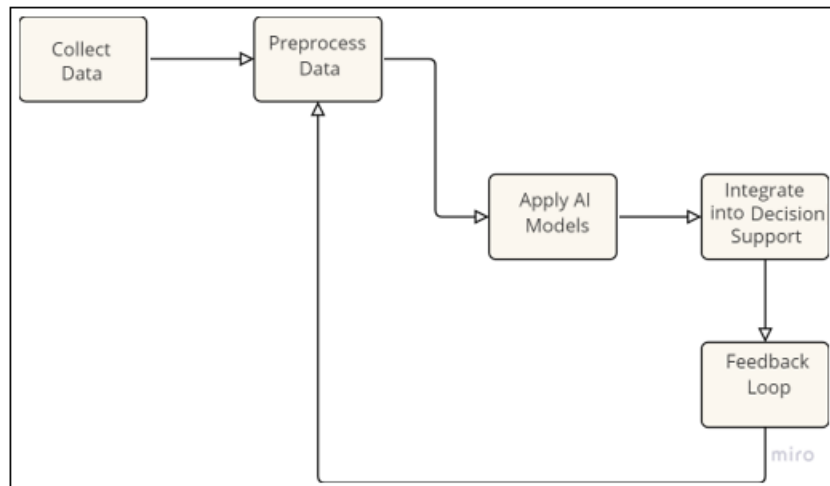 Collect
Data
Preprocess
Data
Apply AI
Models
Integrate
into Decision
Support
Feedback
Loop
miro